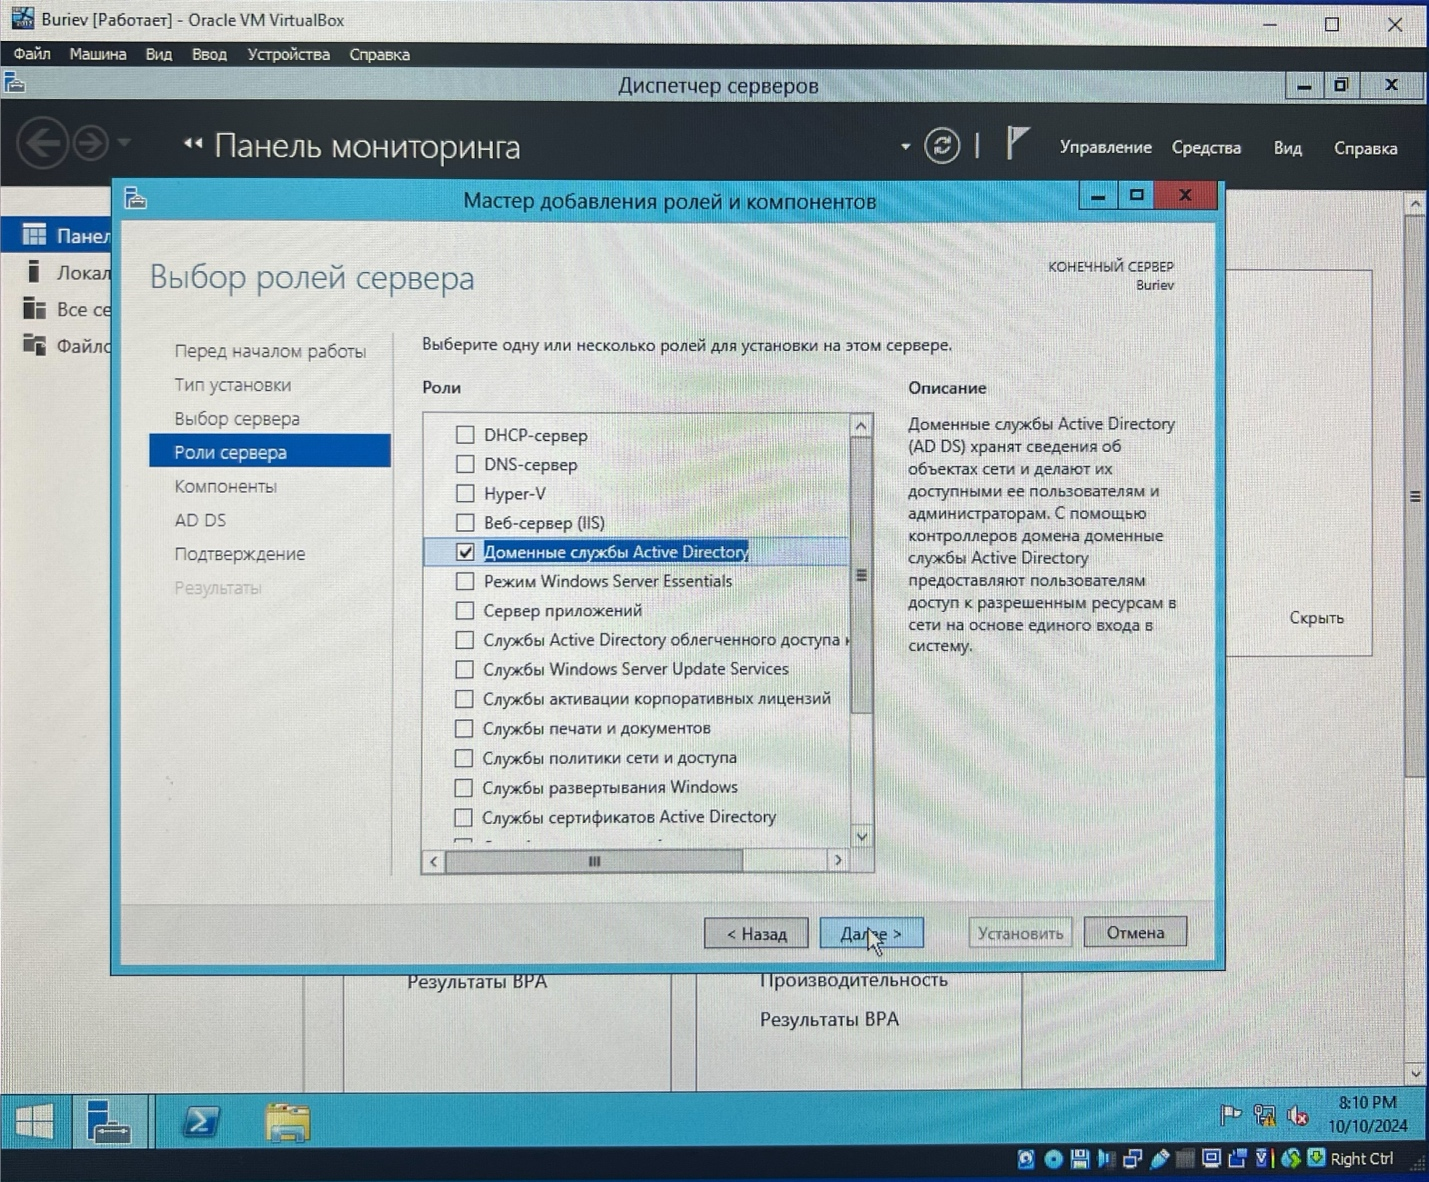 Buriev [Работает] - Oracle VM VirtualBox
Файл Машина Вид Ввод Устройства Справка
Диспетчер серверов
Панель мониторинга
Управление Средства Вид Справка
Мастер добавления ролей и компонентов
Панел
Локал
Все се
Файлс
Выбор ролей сервера
КОНЕЧНЫЙ СЕРВЕР
Buriev
Перед началом работы
Тип установки
Выбор сервера
Роли сервера
Компоненты
AD DS
Подтверждение
Результаты
Выберите одну или несколько ролей для установки на этом сервере.
Роли
DHCP-сервер
DNS-сервер
Hyper-V
Веб-сервер (IIS)
Доменные службы Active Directory
Режим Windows Server Essentials
Сервер приложений
Службы Active Directory облегченного доступа
Службы Windows Server Update Services
Службы активации корпоративных лицензий
Службы печати и документов
Службы политики сети и доступа
Службы развертывания Windows
Службы сертификатов Active Directory
Описание
Доменные службы Active Directory
(AD DS) хранят сведения об
объектах сети и делают их
доступными ее пользователям и
администраторам. С помощью
контроллеров домена доменные
службы Active Directory
предоставляют пользователям
доступ к разрешенным ресурсам в
сети на основе единого входа в
систему.
Скрыть
< Назад Далее > Установить Отмена
Результаты BPA
Производительность
Результаты BPA
8:10 PM
10/10/2024
Right Ctrl